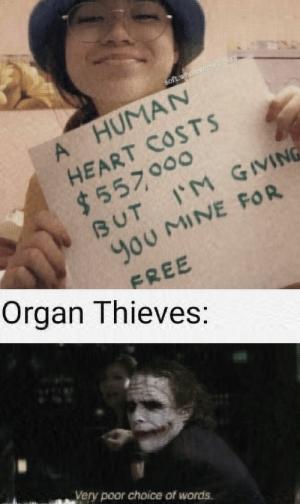 A HUMAN
HEART COSTS
$557,000
BUT I'M GIVING
YOU MINE FOR
FREE
Organ Thieves:
Very poor choice of words.